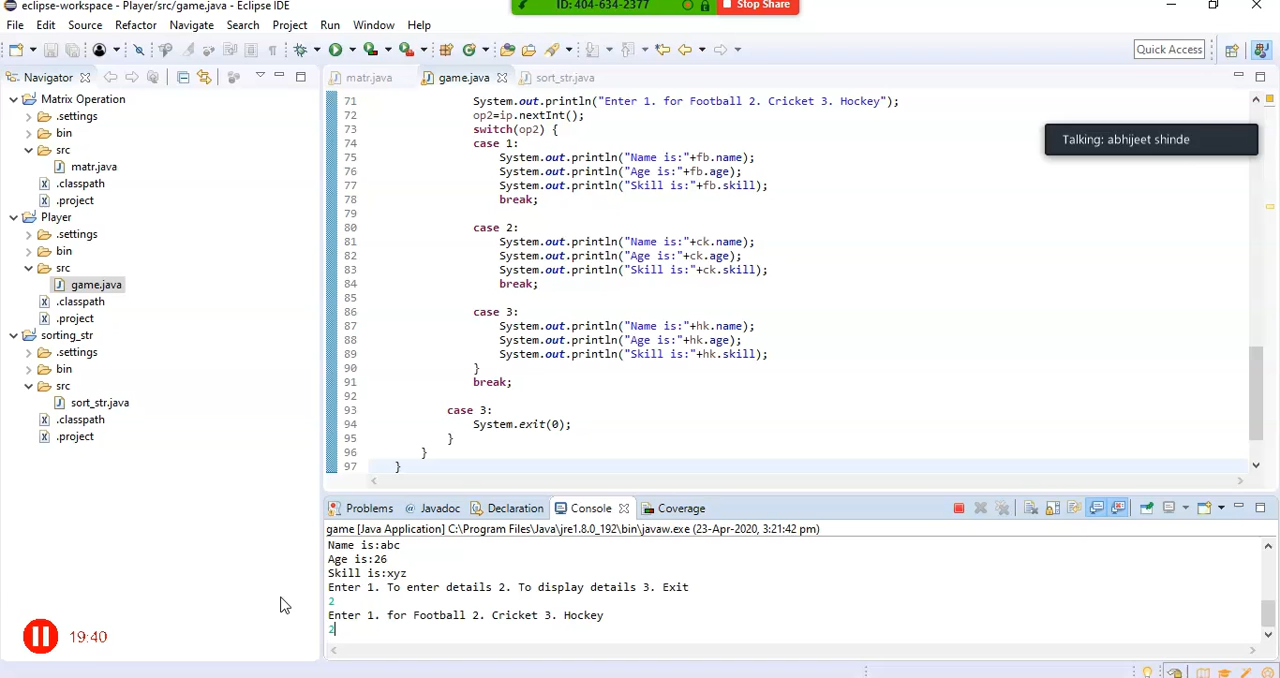 eclipse-workspace - Player/src/game.java - Eclipse IDE
ID: 404-634-2377
Stop Share
File Edit Source Refactor Navigate Search Project Run Window Help
Quick Access
Navigator
matr.java game.java sort_str.java
Talking: abhijeet shinde
Matrix Operation
.settings
bin
src
matr.java
.classpath
.project
Player
.settings
bin
src
game.java
.classpath
.project
sorting_str
.settings
bin
src
sort_str.java
.classpath
.project
71 System.out.println("Enter 1. for Football 2. Cricket 3. Hockey");
72 op2=ip.nextInt();
73 switch(op2) {
74 case 1:
75 System.out.println("Name is:"+fb.name);
76 System.out.println("Age is:"+fb.age);
77 System.out.println("Skill is:"+fb.skill);
78 break;
79
80 case 2:
81 System.out.println("Name is:"+ck.name);
82 System.out.println("Age is:"+ck.age);
83 System.out.println("Skill is:"+ck.skill);
84 break;
85
86 case 3:
87 System.out.println("Name is:"+hk.name);
88 System.out.println("Age is:"+hk.age);
89 System.out.println("Skill is:"+hk.skill);
90 }
91 break;
92
93 case 3:
94 System.exit(0);
95 }
96 }
97 }
Problems @ Javadoc Declaration Console Coverage
game [Java Application] C:\Program Files\Java\jre1.8.0_192\bin\javaw.exe (23-Apr-2020, 3:21:42 pm)
Name is:abc
Age is:26
Skill is:xyz
Enter 1. To enter details 2. To display details 3. Exit
2
Enter 1. for Football 2. Cricket 3. Hockey
2
19:40